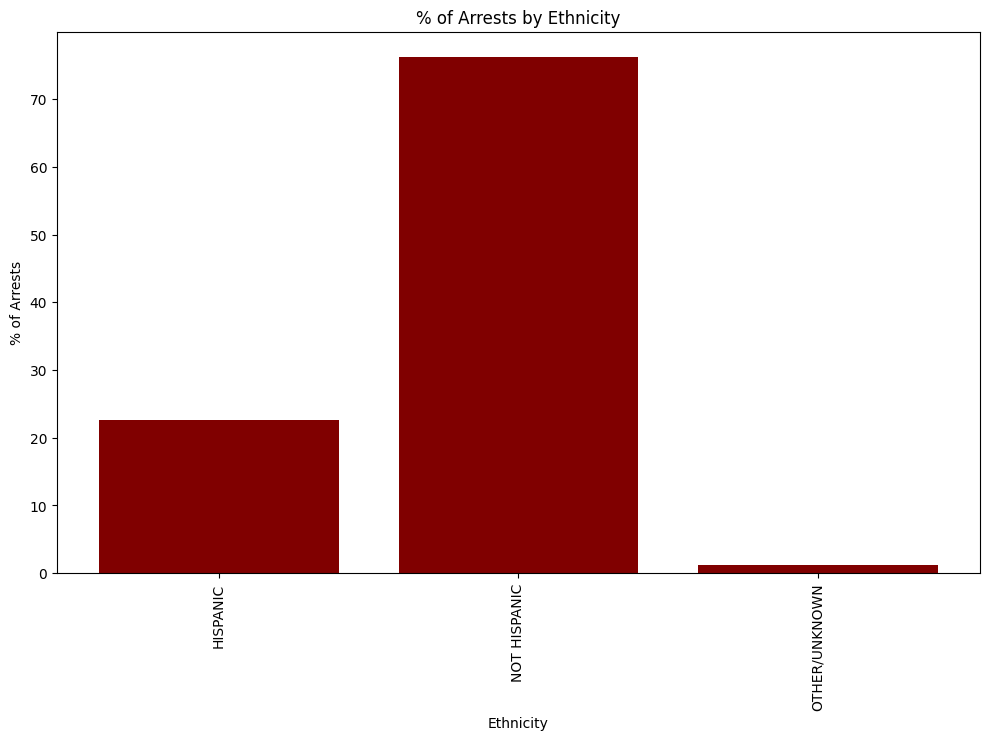 % of Arrests by Ethnicity
% of Arrests
70
60
50
40
30
20
10
0
HISPANIC
NOT HISPANIC
OTHER/UNKNOWN
Ethnicity